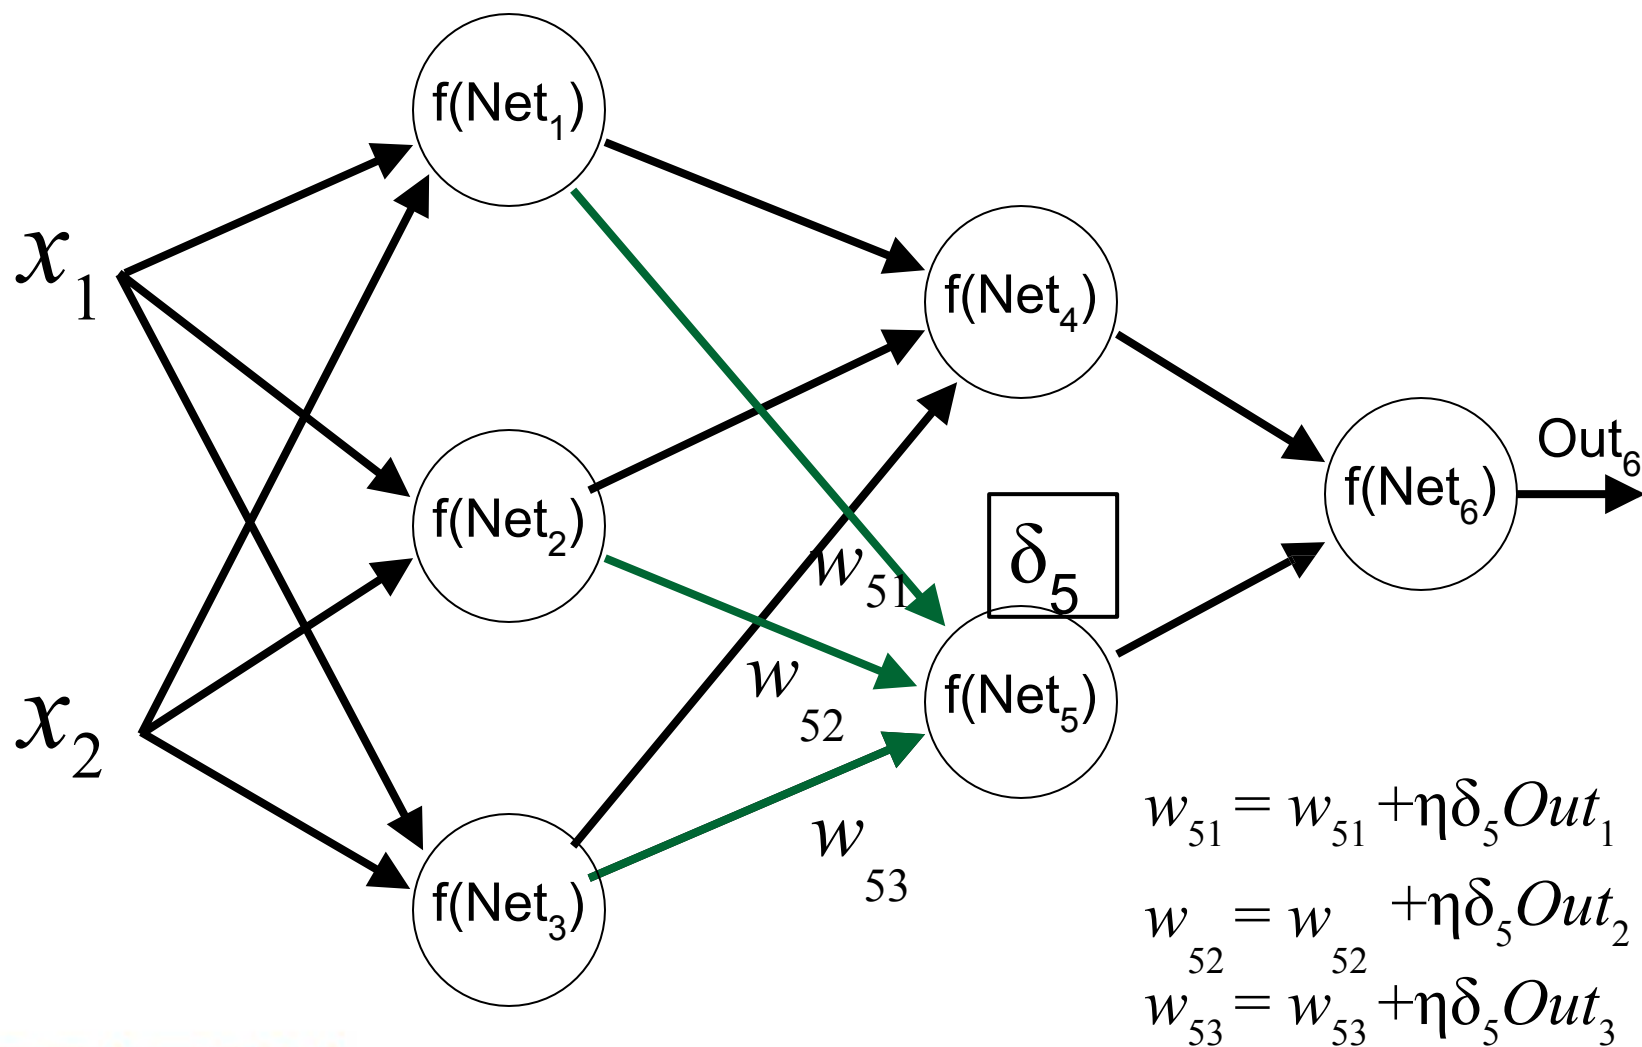 f(Net₁)
x₁
f(Net₄)
Out₆
f(Net₂)
f(Net₆)
δ₅
w₅₁
w₅₂
f(Net₅)
x₂
w₅₃
f(Net₃)
w₅₁ = w₅₁ +ηδ₅Out₁
w₅₂ = w₅₂ +ηδ₅Out₂
w₅₃ = w₅₃ +ηδ₅Out₃